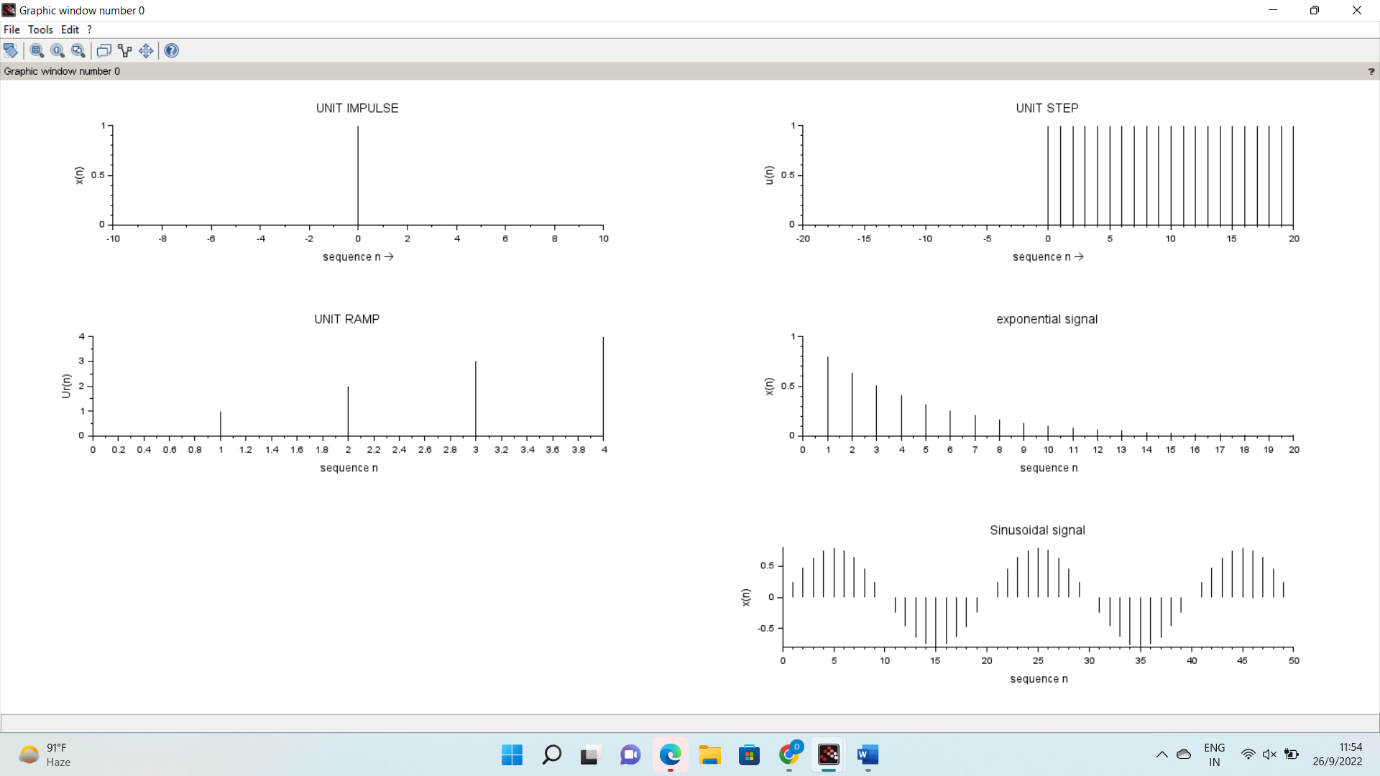 Graphic window number 0
File Tools Edit ?
Graphic window number 0
?
UNIT IMPULSE
1
0.5
0
x(n)
-10 -8 -6 -4 -2 0 2 4 6 8 10
sequence n →
UNIT STEP
1
0.5
0
u(n)
-20 -15 -10 -5 0 5 10 15 20
sequence n →
UNIT RAMP
4
3
2
1
0
Ur(n)
0 0.2 0.4 0.6 0.8 1 1.2 1.4 1.6 1.8 2 2.2 2.4 2.6 2.8 3 3.2 3.4 3.6 3.8 4
sequence n
exponential signal
1
0.5
0
x(n)
0 1 2 3 4 5 6 7 8 9 10 11 12 13 14 15 16 17 18 19 20
sequence n
Sinusoidal signal
0.5
0
-0.5
x(n)
0 5 10 15 20 25 30 35 40 45 50
sequence n
91°F
Haze
D
W
ENG
IN
11:54
26/9/2022